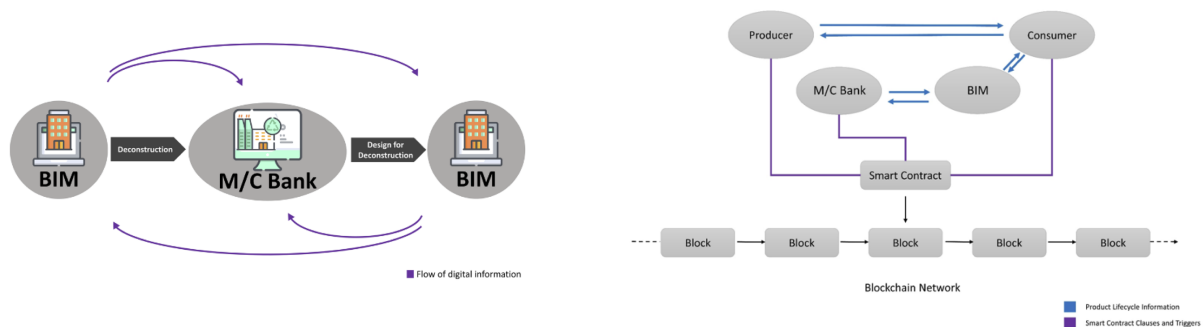 Deconstruction
Design for
Deconstruction
BIM
M/C Bank
BIM
Flow of digital information
Producer
Consumer
M/C Bank
BIM
Smart Contract
Block
Block
Block
Block
Block
Blockchain Network
Product Lifecycle Information
Smart Contract Clauses and Triggers